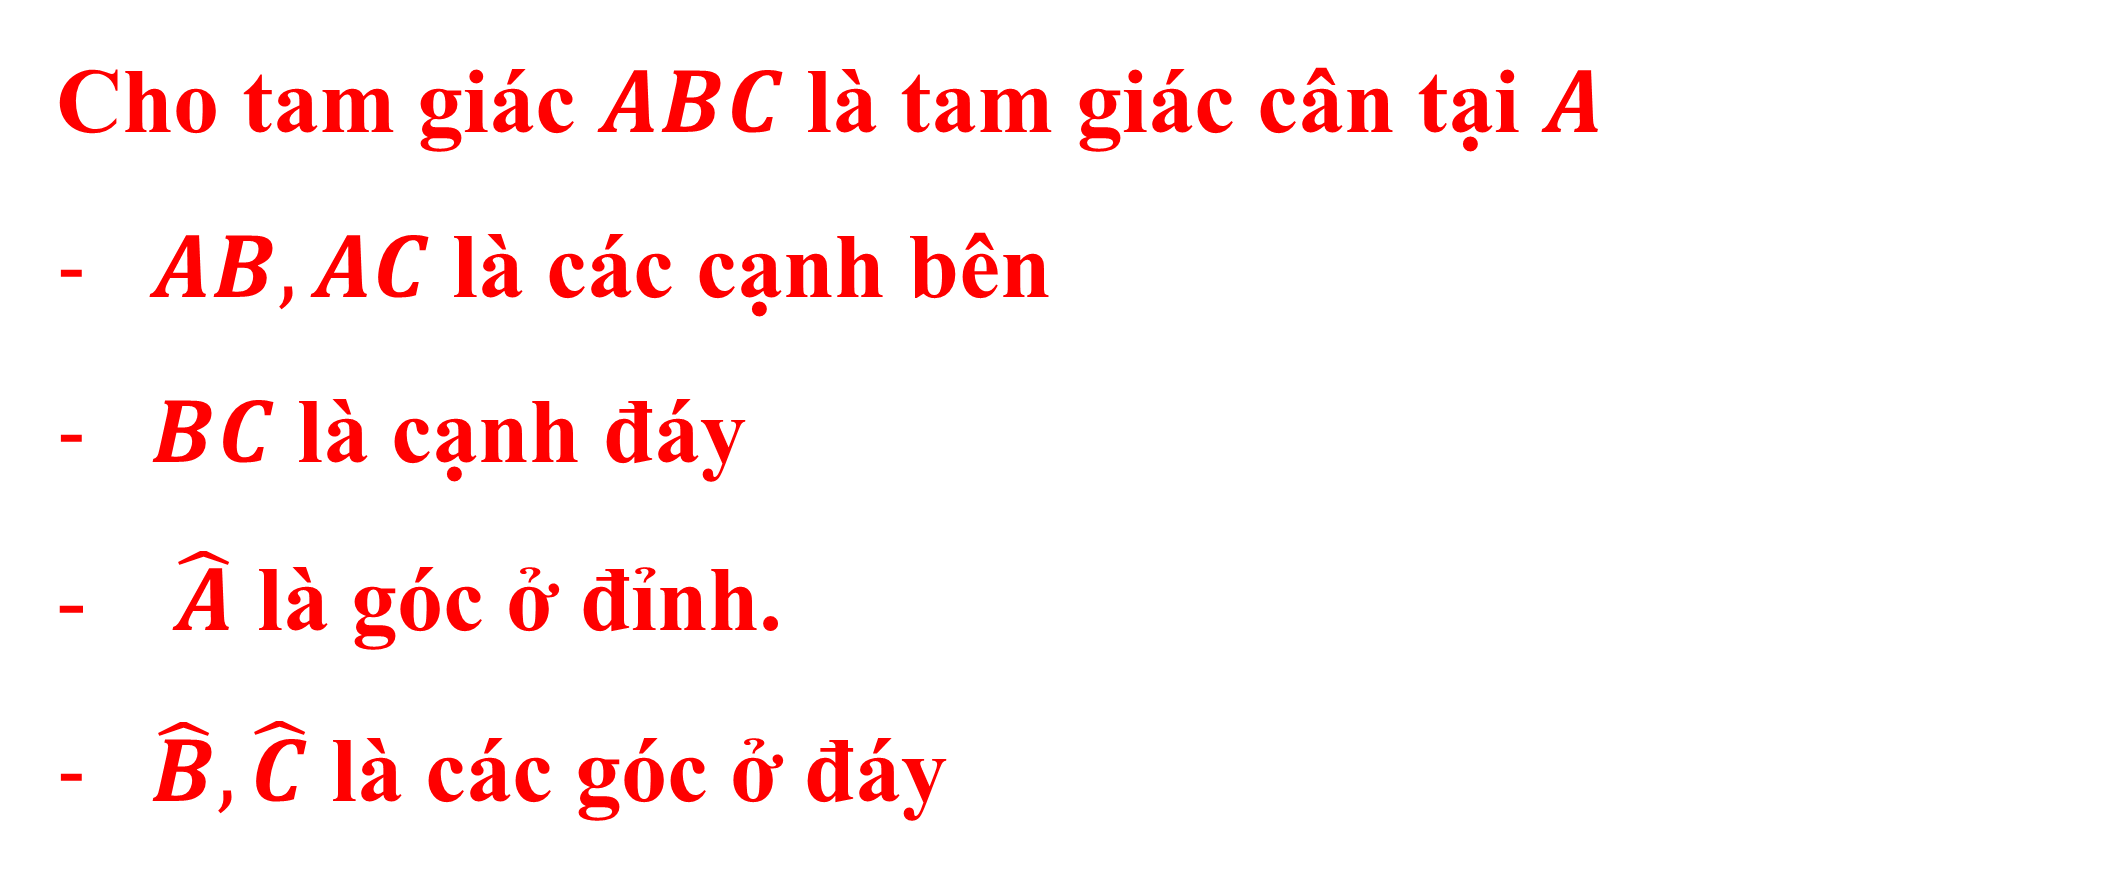 Cho tam giác ABC là tam giác cân tại A
- AB, AC là các cạnh bên
- BC là cạnh đáy
- Â là góc ở đỉnh.
- B̂, Ĉ là các góc ở đáy